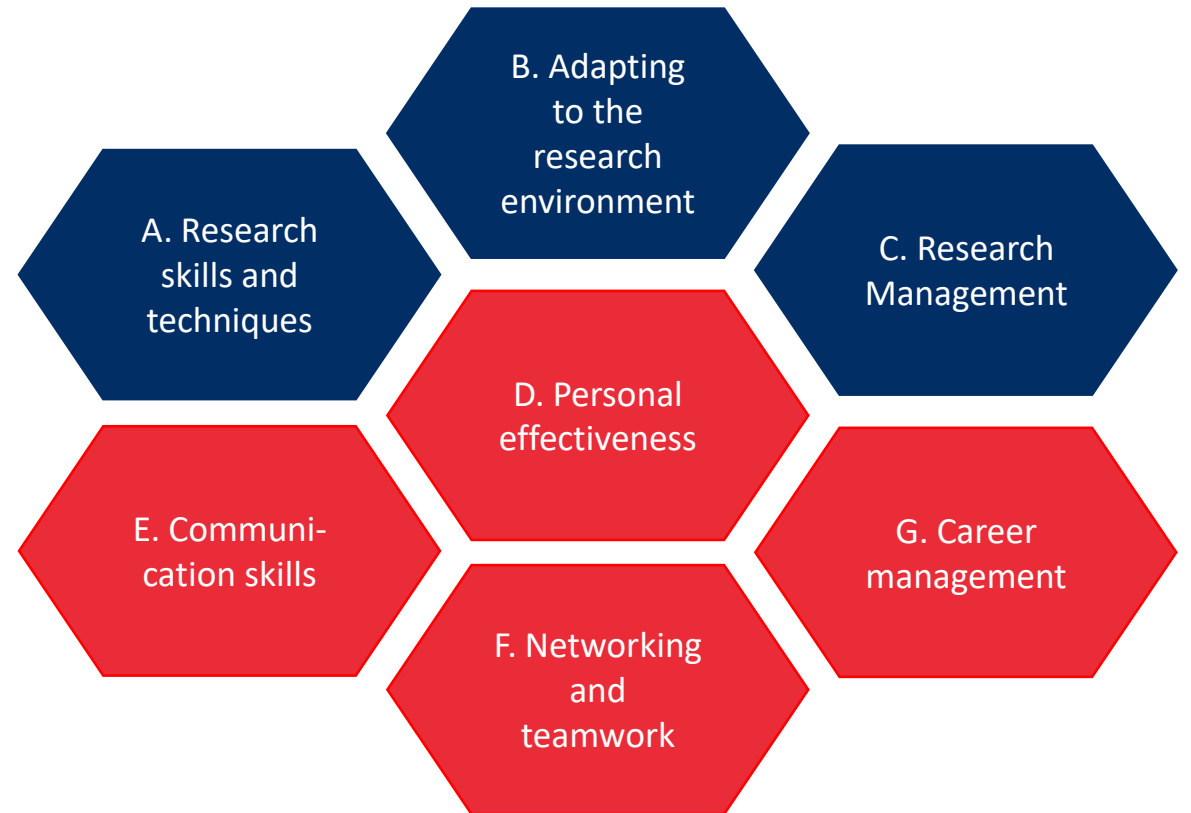 A. Research
skills and
techniques
B. Adapting
to the
research
environment
C. Research
Management
D. Personal
effectiveness
E. Communi-
cation skills
F. Networking
and
teamwork
G. Career
management